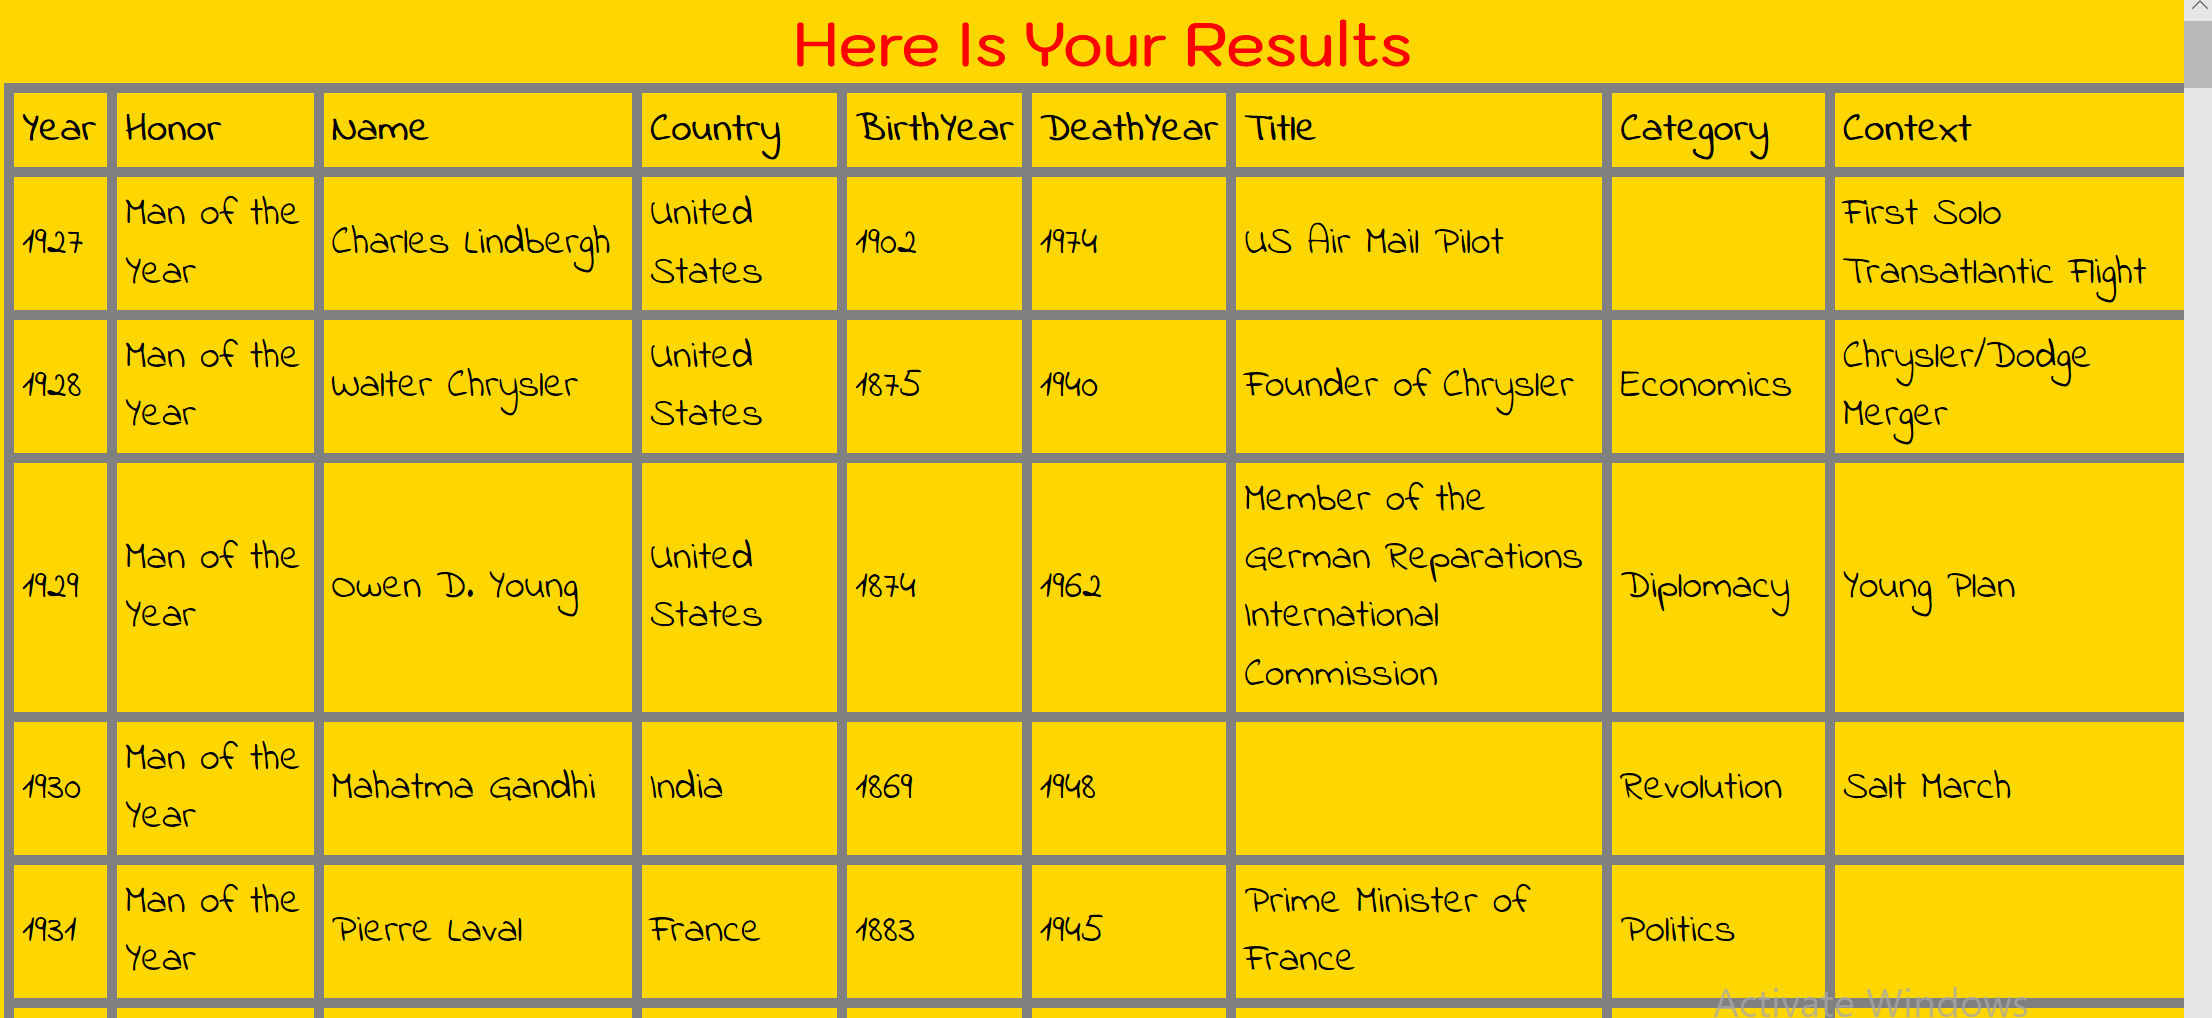 Here Is Your Results
Year Honor Name Country BirthYear DeathYear Title Category Context
1927 Man of the Year Charles Lindbergh United States 1902 1974 US Air Mail Pilot First Solo Transatlantic Flight
1928 Man of the Year Walter Chrysler United States 1875 1940 Founder of Chrysler Economics Chrysler/Dodge Merger
1929 Man of the Year Owen D. Young United States 1874 1962 Member of the German Reparations International Commission Diplomacy Young Plan
1930 Man of the Year Mahatma Gandhi India 1869 1948 Revolution Salt March
1931 Man of the Year Pierre Laval France 1883 1945 Prime Minister of France Politics
Activate Windows